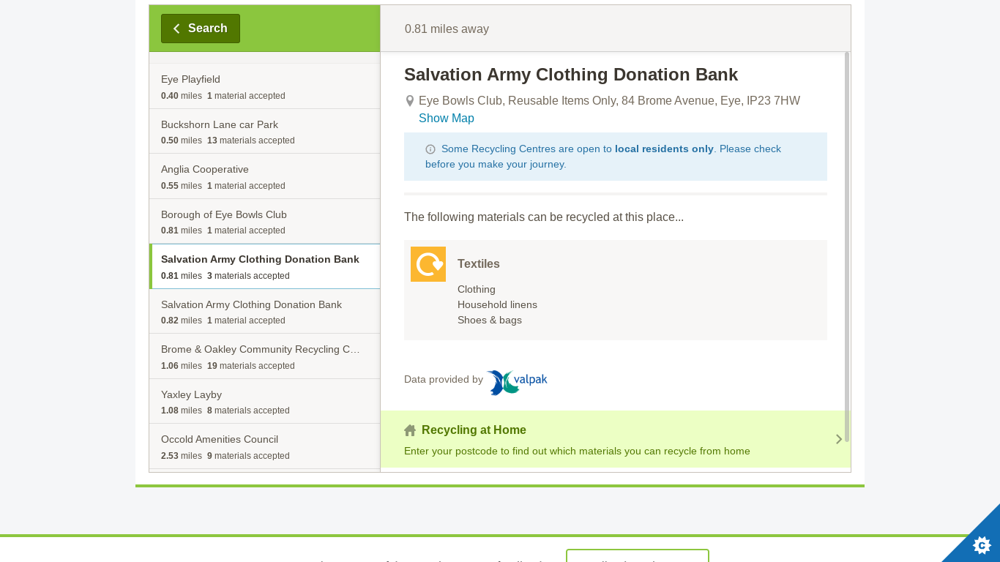 Search
Eye Playfield
0.40 miles 1 material accepted
Buckshorn Lane car Park
0.50 miles 13 materials accepted
Anglia Cooperative
0.55 miles 1 material accepted
Borough of Eye Bowls Club
0.81 miles 1 material accepted
Salvation Army Clothing Donation Bank
0.81 miles 3 materials accepted
Salvation Army Clothing Donation Bank
0.82 miles 1 material accepted
Brome & Oakley Community Recycling C…
1.06 miles 19 materials accepted
Yaxley Layby
1.08 miles 8 materials accepted
Occold Amenities Council
2.53 miles 9 materials accepted
0.81 miles away
Salvation Army Clothing Donation Bank
Eye Bowls Club, Reusable Items Only, 84 Brome Avenue, Eye, IP23 7HW
Show Map
Some Recycling Centres are open to local residents only. Please check
before you make your journey.
The following materials can be recycled at this place...
Textiles
Clothing
Household linens
Shoes & bags
Data provided by valpak
Recycling at Home
Enter your postcode to find out which materials you can recycle from home